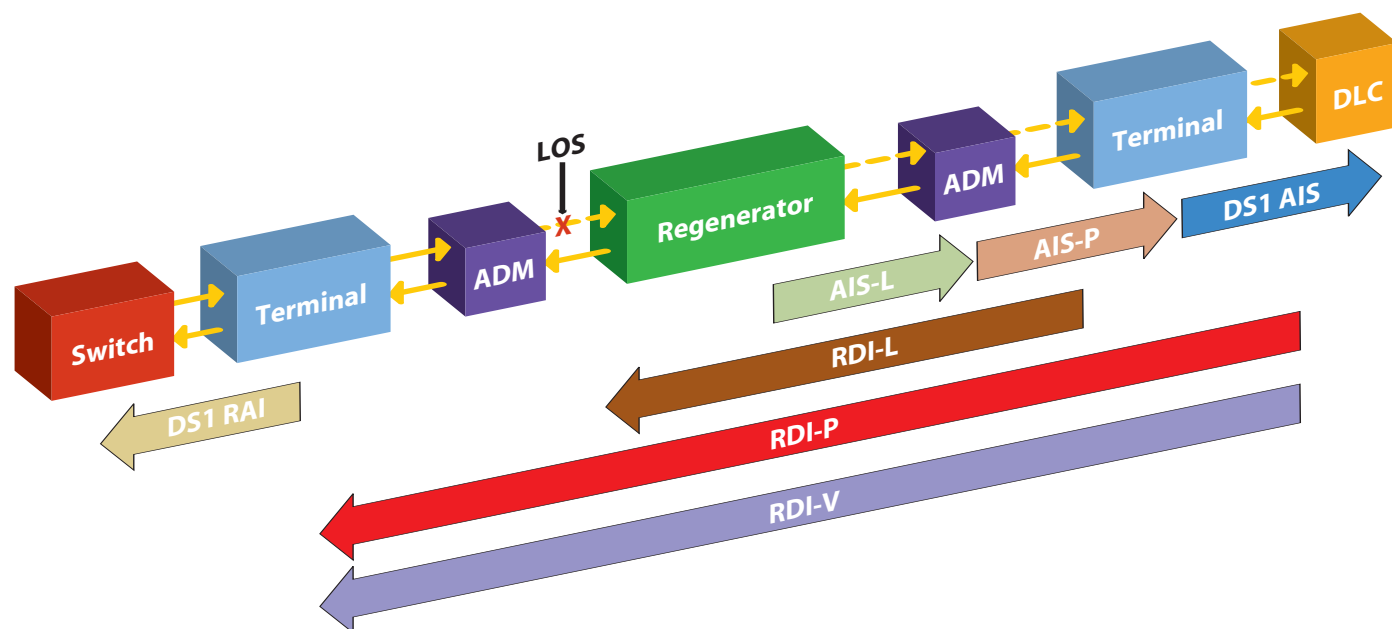 Switch
Terminal
ADM
LOS
X
Regenerator
ADM
Terminal
DLC
DS1 AIS
AIS-P
AIS-L
RDI-L
DS1 RAI
RDI-P
RDI-V